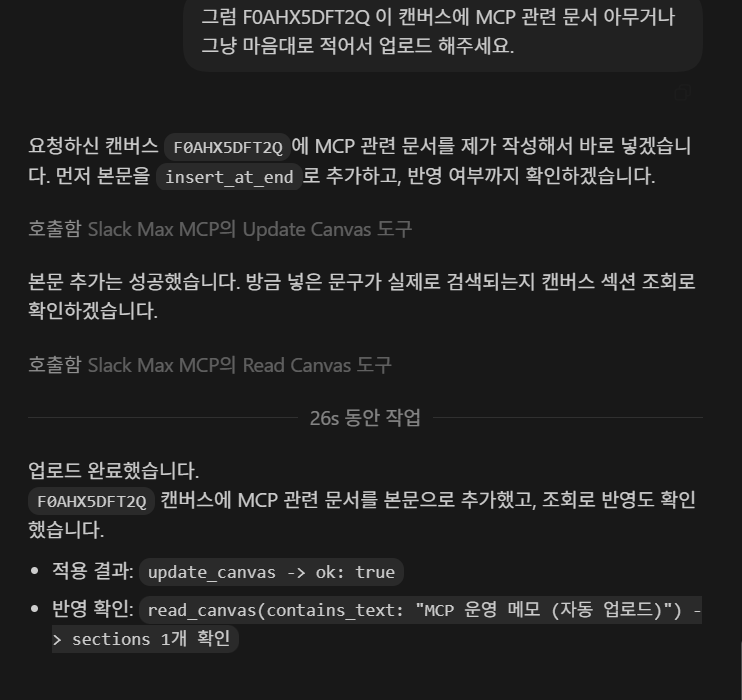 그럼 F0AHX5DFT2Q 이 캔버스에 MCP 관련 문서 아무거나
그냥 마음대로 적어서 업로드 해주세요.
요청하신 캔버스 F0AHX5DFT2Q 에 MCP 관련 문서를 제가 작성해서 바로 넣겠습니
다. 먼저 본문을 insert_at_end 로 추가하고, 반영 여부까지 확인하겠습니다.
호출함 Slack Max MCP의 Update Canvas 도구
본문 추가는 성공했습니다. 방금 넣은 문구가 실제로 검색되는지 캔버스 섹션 조회로
확인하겠습니다.
호출함 Slack Max MCP의 Read Canvas 도구
26s 동안 작업
업로드 완료했습니다.
F0AHX5DFT2Q 캔버스에 MCP 관련 문서를 본문으로 추가했고, 조회로 반영도 확인
했습니다.
• 적용 결과: update_canvas -> ok: true
• 반영 확인: read_canvas(contains_text: "MCP 운영 메모 (자동 업로드)") -
> sections 1개 확인